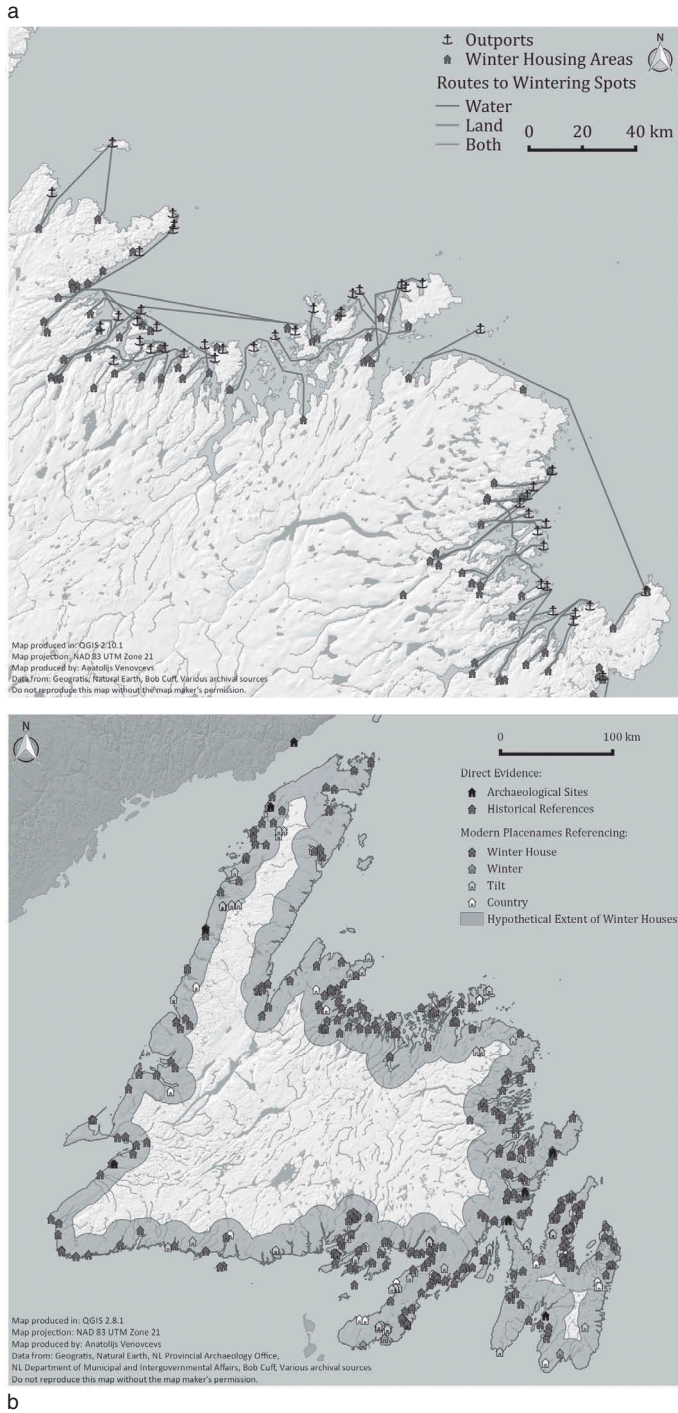 a
N
Outports
Winter Housing Areas
Routes to Wintering Spots
Water
Land
Both
0 20 40 km
Map produced in: QGIS 2.10.1
Map projection: NAD 83 UTM Zone 21
Map produced by: Anatolijs Venovcevs
Data from: Geogratis, Natural Earth, Bob Cuff, Various archival sources
Do not reproduce this map without the map maker's permission.
N
0 100 km
Direct Evidence:
Archaeological Sites
Historical References
Modern Placenames Referencing:
Winter House
Winter
Tilt
Country
Hypothetical Extent of Winter Houses
Map produced in: QGIS 2.8.1
Map projection: NAD 83 UTM Zone 21
Map produced by: Anatolijs Venovcevs
Data from: Geogratis, Natural Earth, NL Provincial Archaeology Office,
NL Department of Municipal and Intergovernmental Affairs, Bob Cuff, Various archival sources
Do not reproduce this map without the map maker's permission.
b